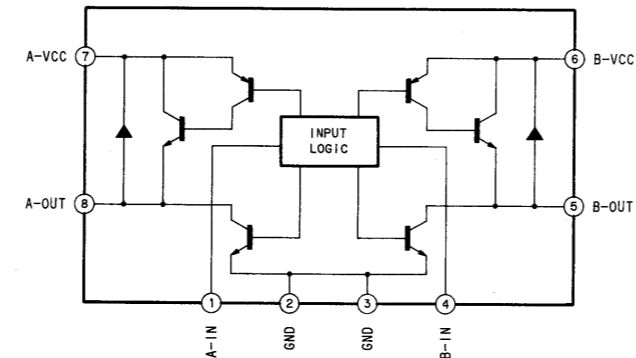 A-VCC 7
6 B-VCC
INPUT
LOGIC
A-OUT 8
5 B-OUT
1
2
3
4
A-IN
GND
GND
B-IN